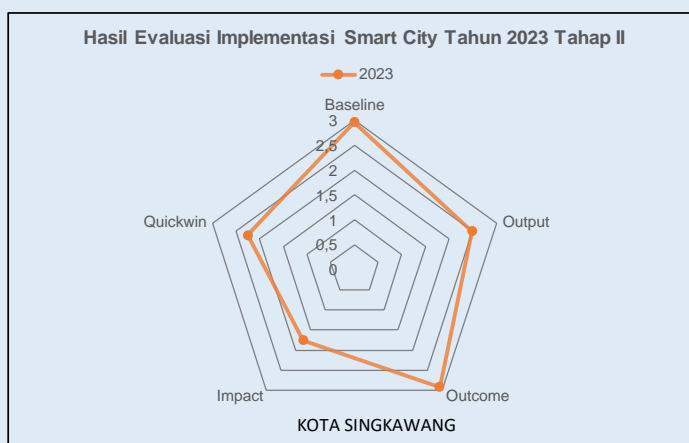 Hasil Evaluasi Implementasi Smart City Tahun 2023 Tahap II
2023
Baseline
3
2,5
2
1,5
1
0,5
0
Quickwin
Output
Impact
Outcome
KOTA SINGKAWANG